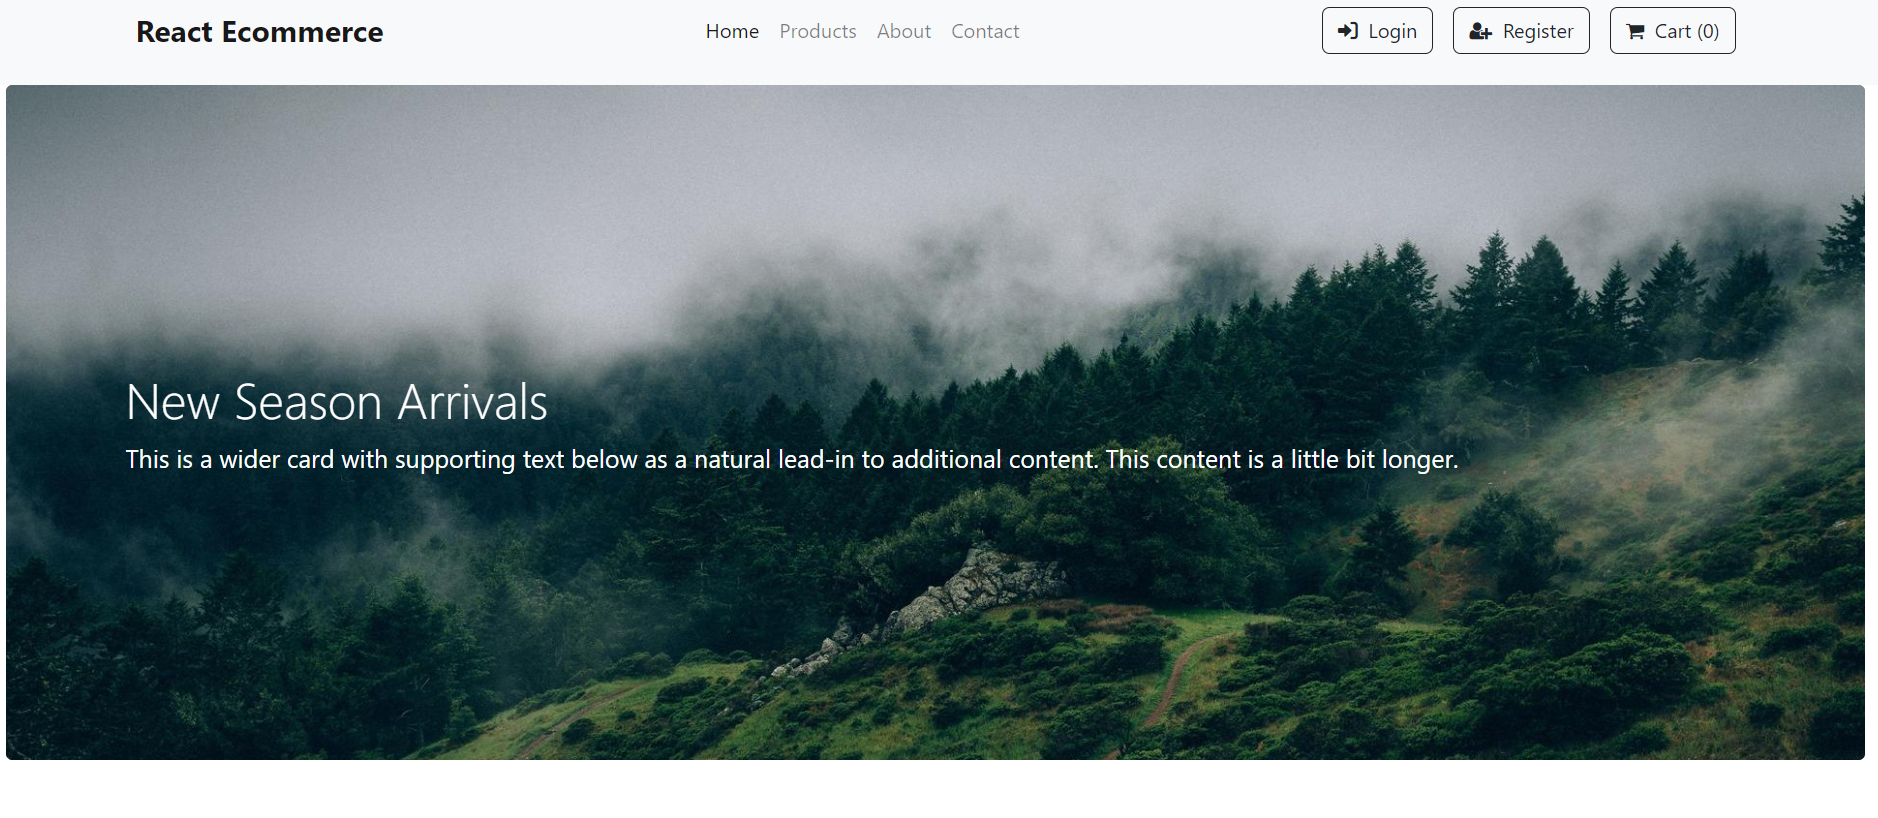 React Ecommerce
Home Products About Contact
Login Register Cart (0)
New Season Arrivals
This is a wider card with supporting text below as a natural lead-in to additional content. This content is a little bit longer.